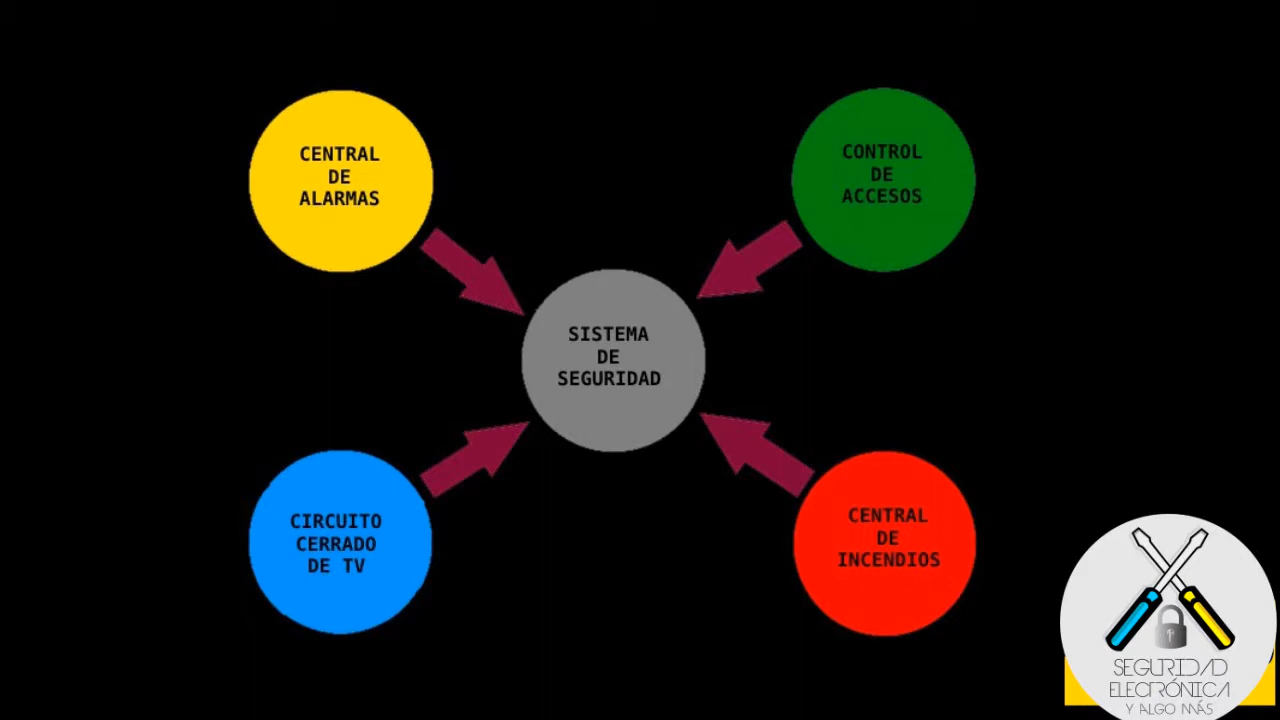 CENTRAL
DE
ALARMAS
CONTROL
DE
ACCESOS
SISTEMA
DE
SEGURIDAD
CIRCUITO
CERRADO
DE TV
CENTRAL
DE
INCENDIOS
SEGURIDAD
ELECTRÓNICA
Y ALGO MÁS